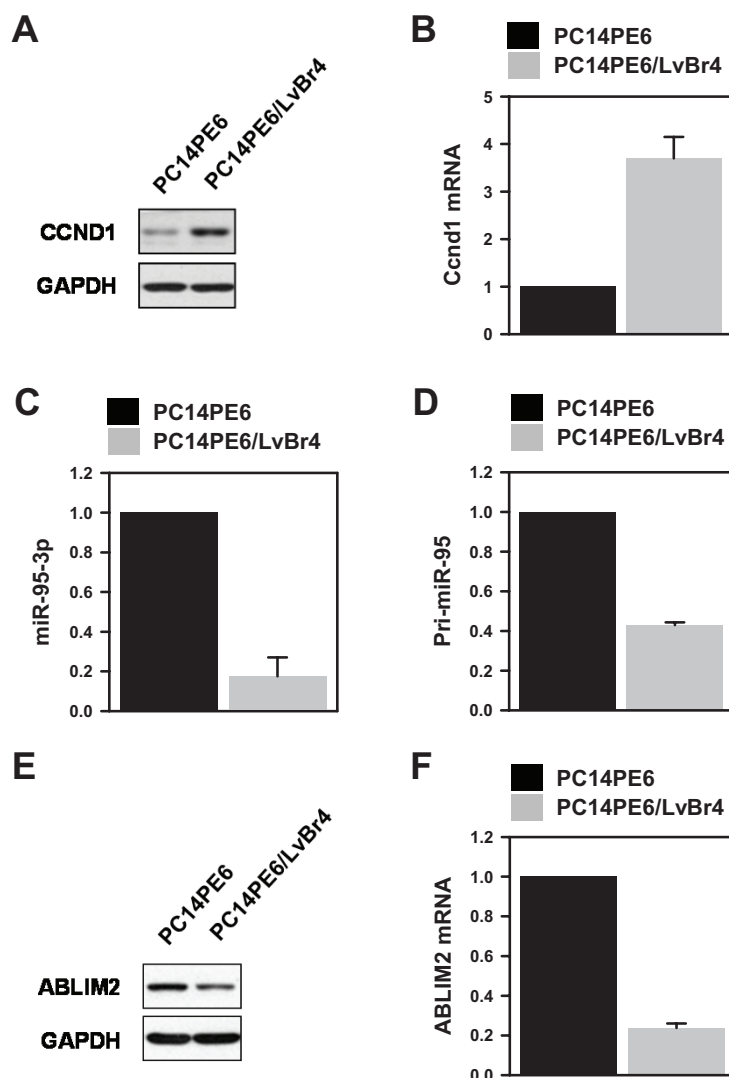 A
PC14PE6
PC14PE6/LvBr4
CCND1
GAPDH
B
PC14PE6
PC14PE6/LvBr4
Ccnd1 mRNA
5
4
3
2
1
0
C
PC14PE6
PC14PE6/LvBr4
miR-95-3p
1.2
1.0
0.8
0.6
0.4
0.2
0.0
D
PC14PE6
PC14PE6/LvBr4
Pri-miR-95
1.2
1.0
0.8
0.6
0.4
0.2
0.0
E
PC14PE6
PC14PE6/LvBr4
ABLIM2
GAPDH
F
PC14PE6
PC14PE6/LvBr4
ABLIM2 mRNA
1.2
1.0
0.8
0.6
0.4
0.2
0.0